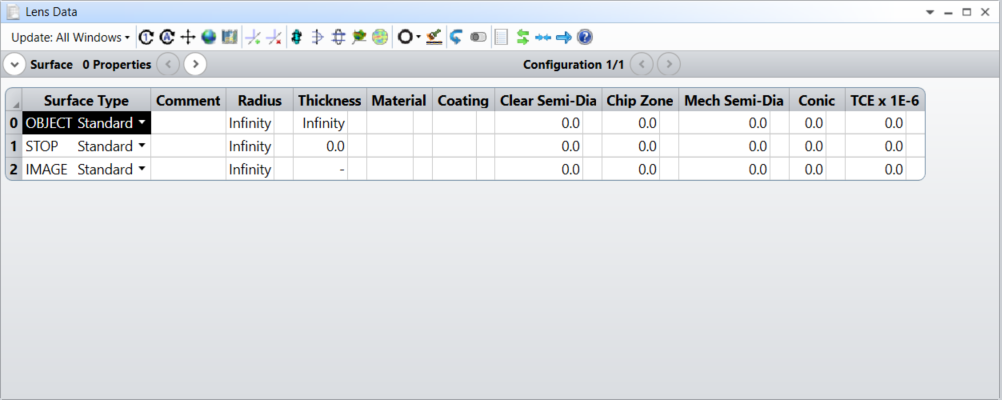 Lens Data
Update: All Windows
Surface 0 Properties Configuration 1/1
Surface Type Comment Radius Thickness Material Coating Clear Semi-Dia Chip Zone Mech Semi-Dia Conic TCE x 1E-6
0 OBJECT Standard Infinity Infinity 0.0 0.0 0.0 0.0 0.0
1 STOP Standard Infinity 0.0 0.0 0.0 0.0 0.0 0.0
2 IMAGE Standard Infinity - 0.0 0.0 0.0 0.0 0.0